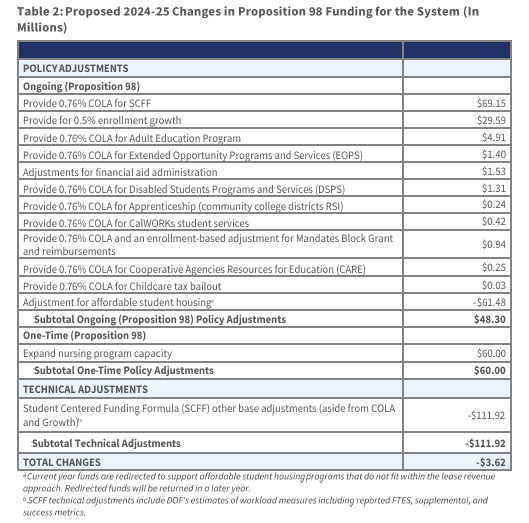 Table 2: Proposed 2024-25 Changes in Proposition 98 Funding for the System (In
Millions)
POLICY ADJUSTMENTS
Ongoing (Proposition 98)
Provide 0.76% COLA for SCFF $69.15
Provide for 0.5% enrollment growth $29.59
Provide 0.76% COLA for Adult Education Program $4.91
Provide 0.76% COLA for Extended Opportunity Programs and Services (EOPS) $1.40
Adjustments for financial aid administration $1.53
Provide 0.76% COLA for Disabled Students Programs and Services (DSPS) $1.31
Provide 0.76% COLA for Apprenticeship (community college districts RSI) $0.24
Provide 0.76% COLA for CalWORKs student services $0.42
Provide 0.76% COLA and an enrollment-based adjustment for Mandates Block Grant
and reimbursements $0.94
Provide 0.76% COLA for Cooperative Agencies Resources for Education (CARE) $0.25
Provide 0.76% COLA for Childcare tax bailout $0.03
Adjustment for affordable student housingᵃ -$61.48
Subtotal Ongoing (Proposition 98) Policy Adjustments $48.30
One-Time (Proposition 98)
Expand nursing program capacity $60.00
Subtotal One-Time Policy Adjustments $60.00
TECHNICAL ADJUSTMENTS
Student Centered Funding Formula (SCFF) other base adjustments (aside from COLA
and Growth)ᵇ -$111.92
Subtotal Technical Adjustments -$111.92
TOTAL CHANGES -$3.62
ᵃ Current year funds are redirected to support affordable student housing programs that do not fit within the lease revenue
approach. Redirected funds will be returned in a later year.
ᵇ SCFF technical adjustments include DOF's estimates of workload measures including reported FTES, supplemental, and
success metrics.